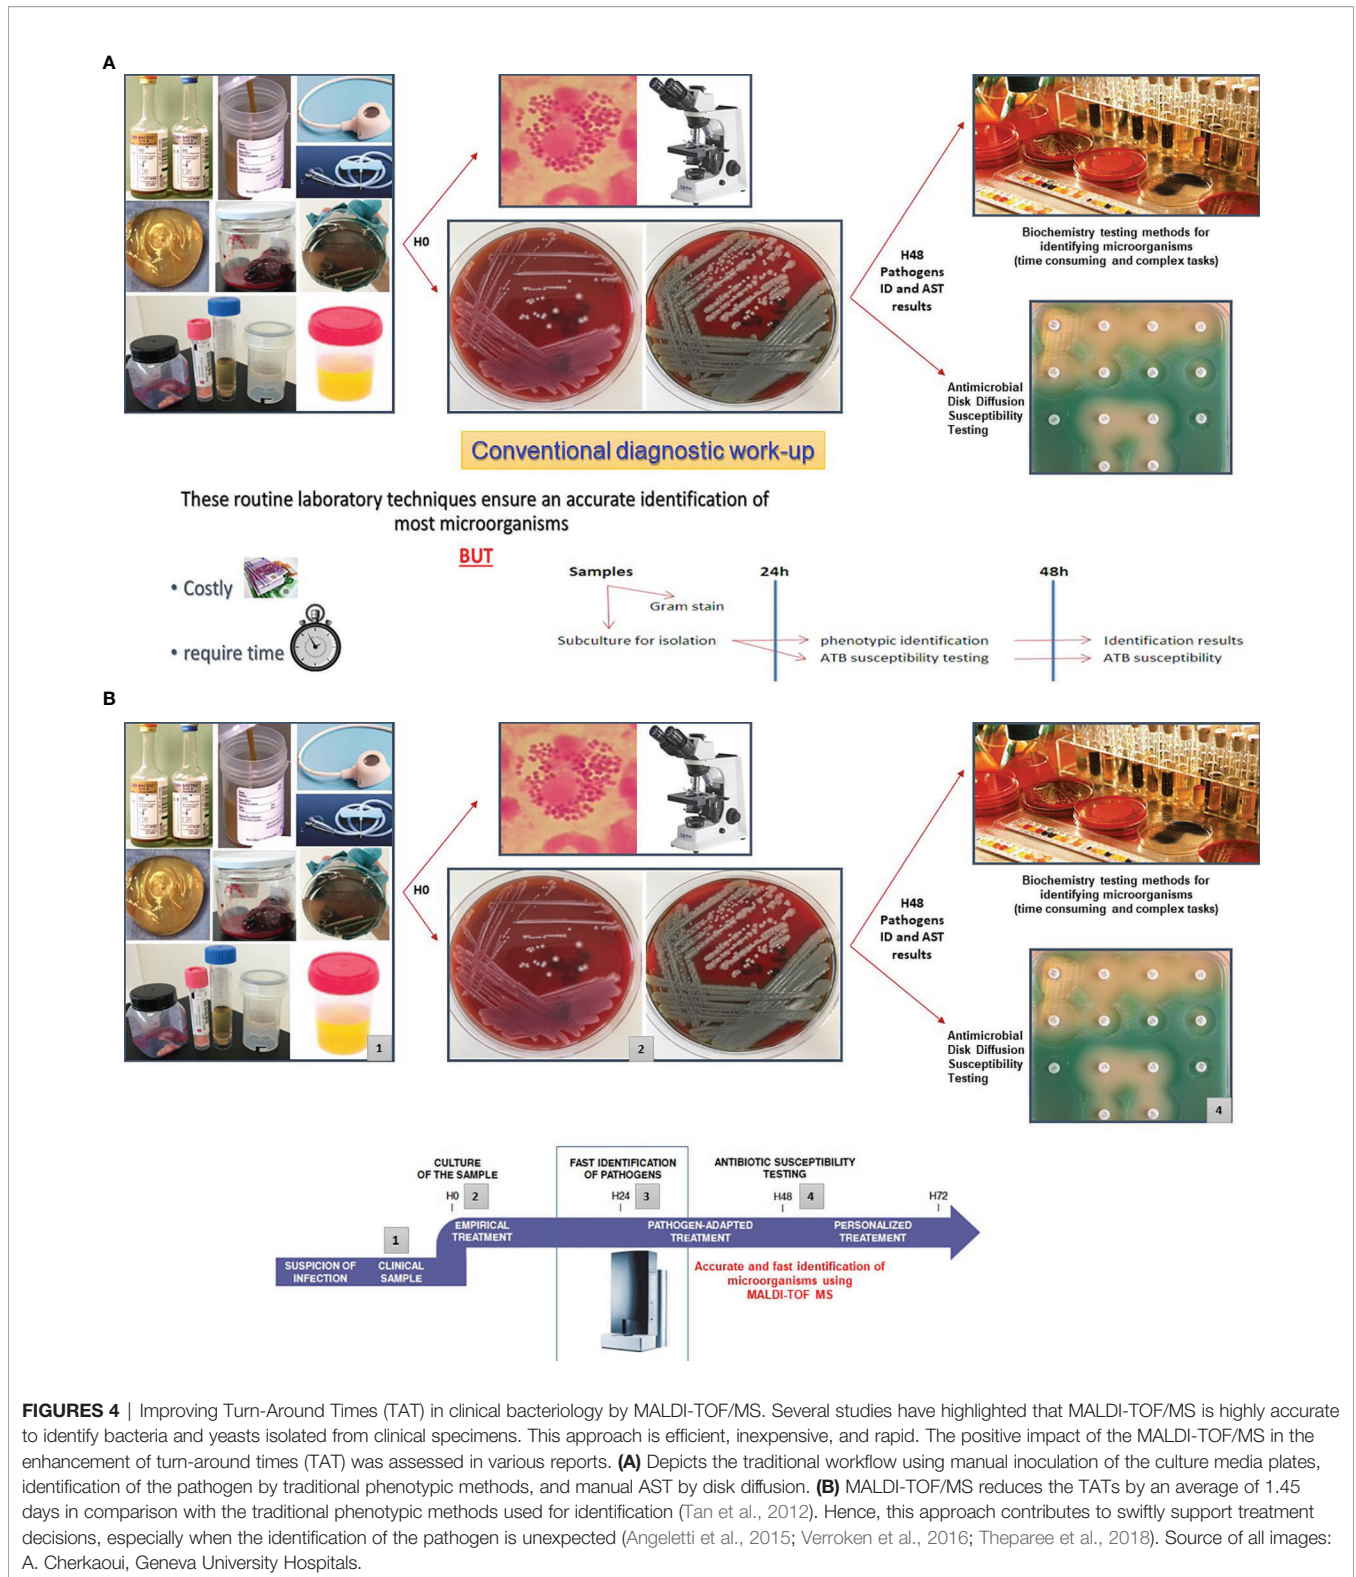 A
H0
H48
Pathogens
ID and AST
results
Biochemistry testing methods for
identifying microorganisms
(time consuming and complex tasks)
Antimicrobial
Disk Diffusion
Susceptibility
Testing
Conventional diagnostic work-up
These routine laboratory techniques ensure an accurate identification of
most microorganisms
BUT
• Costly
• require time
Samples
24h
48h
Gram stain
Subculture for isolation
phenotypic identification
Identification results
ATB susceptibility testing
ATB susceptibility
B
H0
H48
Pathogens
ID and AST
results
Biochemistry testing methods for
identifying microorganisms
(time consuming and complex tasks)
Antimicrobial
Disk Diffusion
Susceptibility
Testing
1
2
4
CULTURE
OF THE SAMPLE
H0
2
FAST IDENTIFICATION
OF PATHOGENS
H24
3
ANTIBIOTIC SUSCEPTIBILITY
TESTING
H48
4
H72
1
EMPIRICAL
TREATMENT
PATHOGEN-ADAPTED
TREATMENT
PERSONALIZED
TREATEMENT
SUSPICION OF
INFECTION
CLINICAL
SAMPLE
Accurate and fast identification of
microorganisms using
MALDI-TOF MS
FIGURES 4 | Improving Turn-Around Times (TAT) in clinical bacteriology by MALDI-TOF/MS. Several studies have highlighted that MALDI-TOF/MS is highly accurate
to identify bacteria and yeasts isolated from clinical specimens. This approach is efficient, inexpensive, and rapid. The positive impact of the MALDI-TOF/MS in the
enhancement of turn-around times (TAT) was assessed in various reports. (A) Depicts the traditional workflow using manual inoculation of the culture media plates,
identification of the pathogen by traditional phenotypic methods, and manual AST by disk diffusion. (B) MALDI-TOF/MS reduces the TATs by an average of 1.45
days in comparison with the traditional phenotypic methods used for identification (Tan et al., 2012). Hence, this approach contributes to swiftly support treatment
decisions, especially when the identification of the pathogen is unexpected (Angeletti et al., 2015; Verroken et al., 2016; Theparee et al., 2018). Source of all images:
A. Cherkaoui, Geneva University Hospitals.